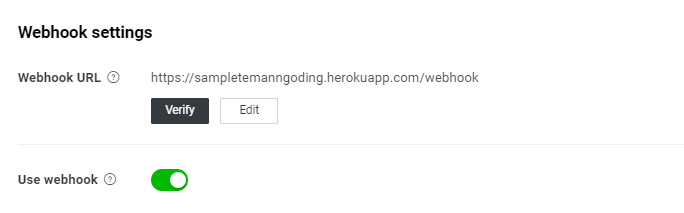 Webhook settings
Webhook URL ? https://sampletemanngoding.herokuapp.com/webhook
Verify Edit
Use webhook ?